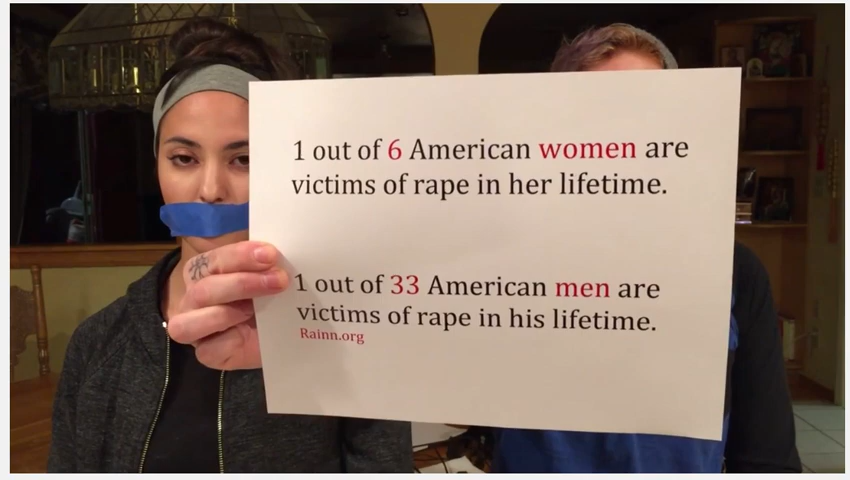 1 out of 6 American women are
victims of rape in her lifetime.
1 out of 33 American men are
victims of rape in his lifetime.
Rainn.org